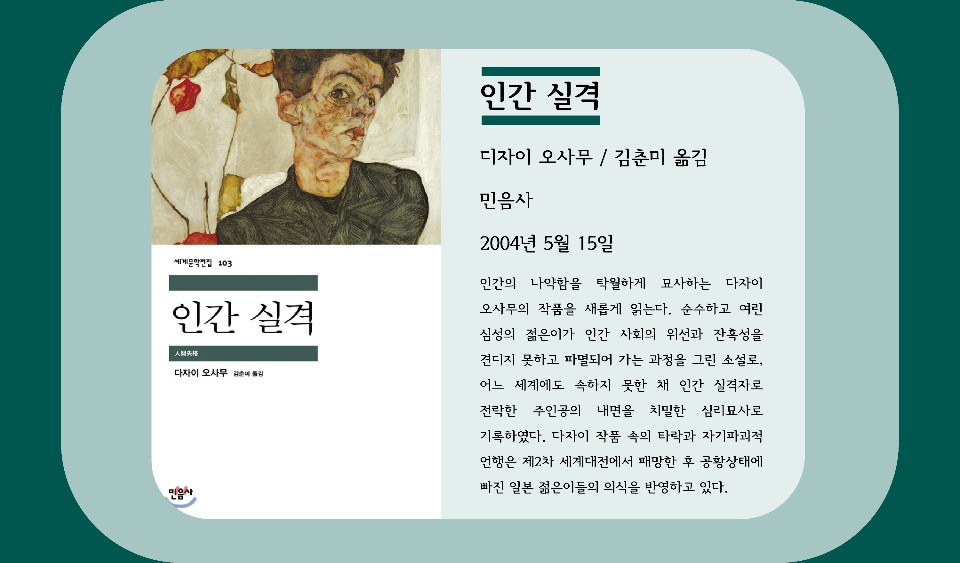 세계문학전집 103
인간 실격
人間失格
다자이 오사무 김춘미 옮김
민음사
인간 실격
디자이 오사무 / 김춘미 옮김
민음사
2004년 5월 15일
인간의 나약함을 탁월하게 묘사하는 다자이
오사무의 작품을 새롭게 읽는다. 순수하고 여린
심성의 젊은이가 인간 사회의 위선과 잔혹성을
견디지 못하고 파멸되어 가는 과정을 그린 소설로,
어느 세계에도 속하지 못한 채 인간 실격자로
전락한 주인공의 내면을 치밀한 심리묘사로
기록하였다. 다자이 작품 속의 타락과 자기파괴적
언행은 제2차 세계대전에서 패망한 후 공황상태에
빠진 일본 젊은이들의 의식을 반영하고 있다.